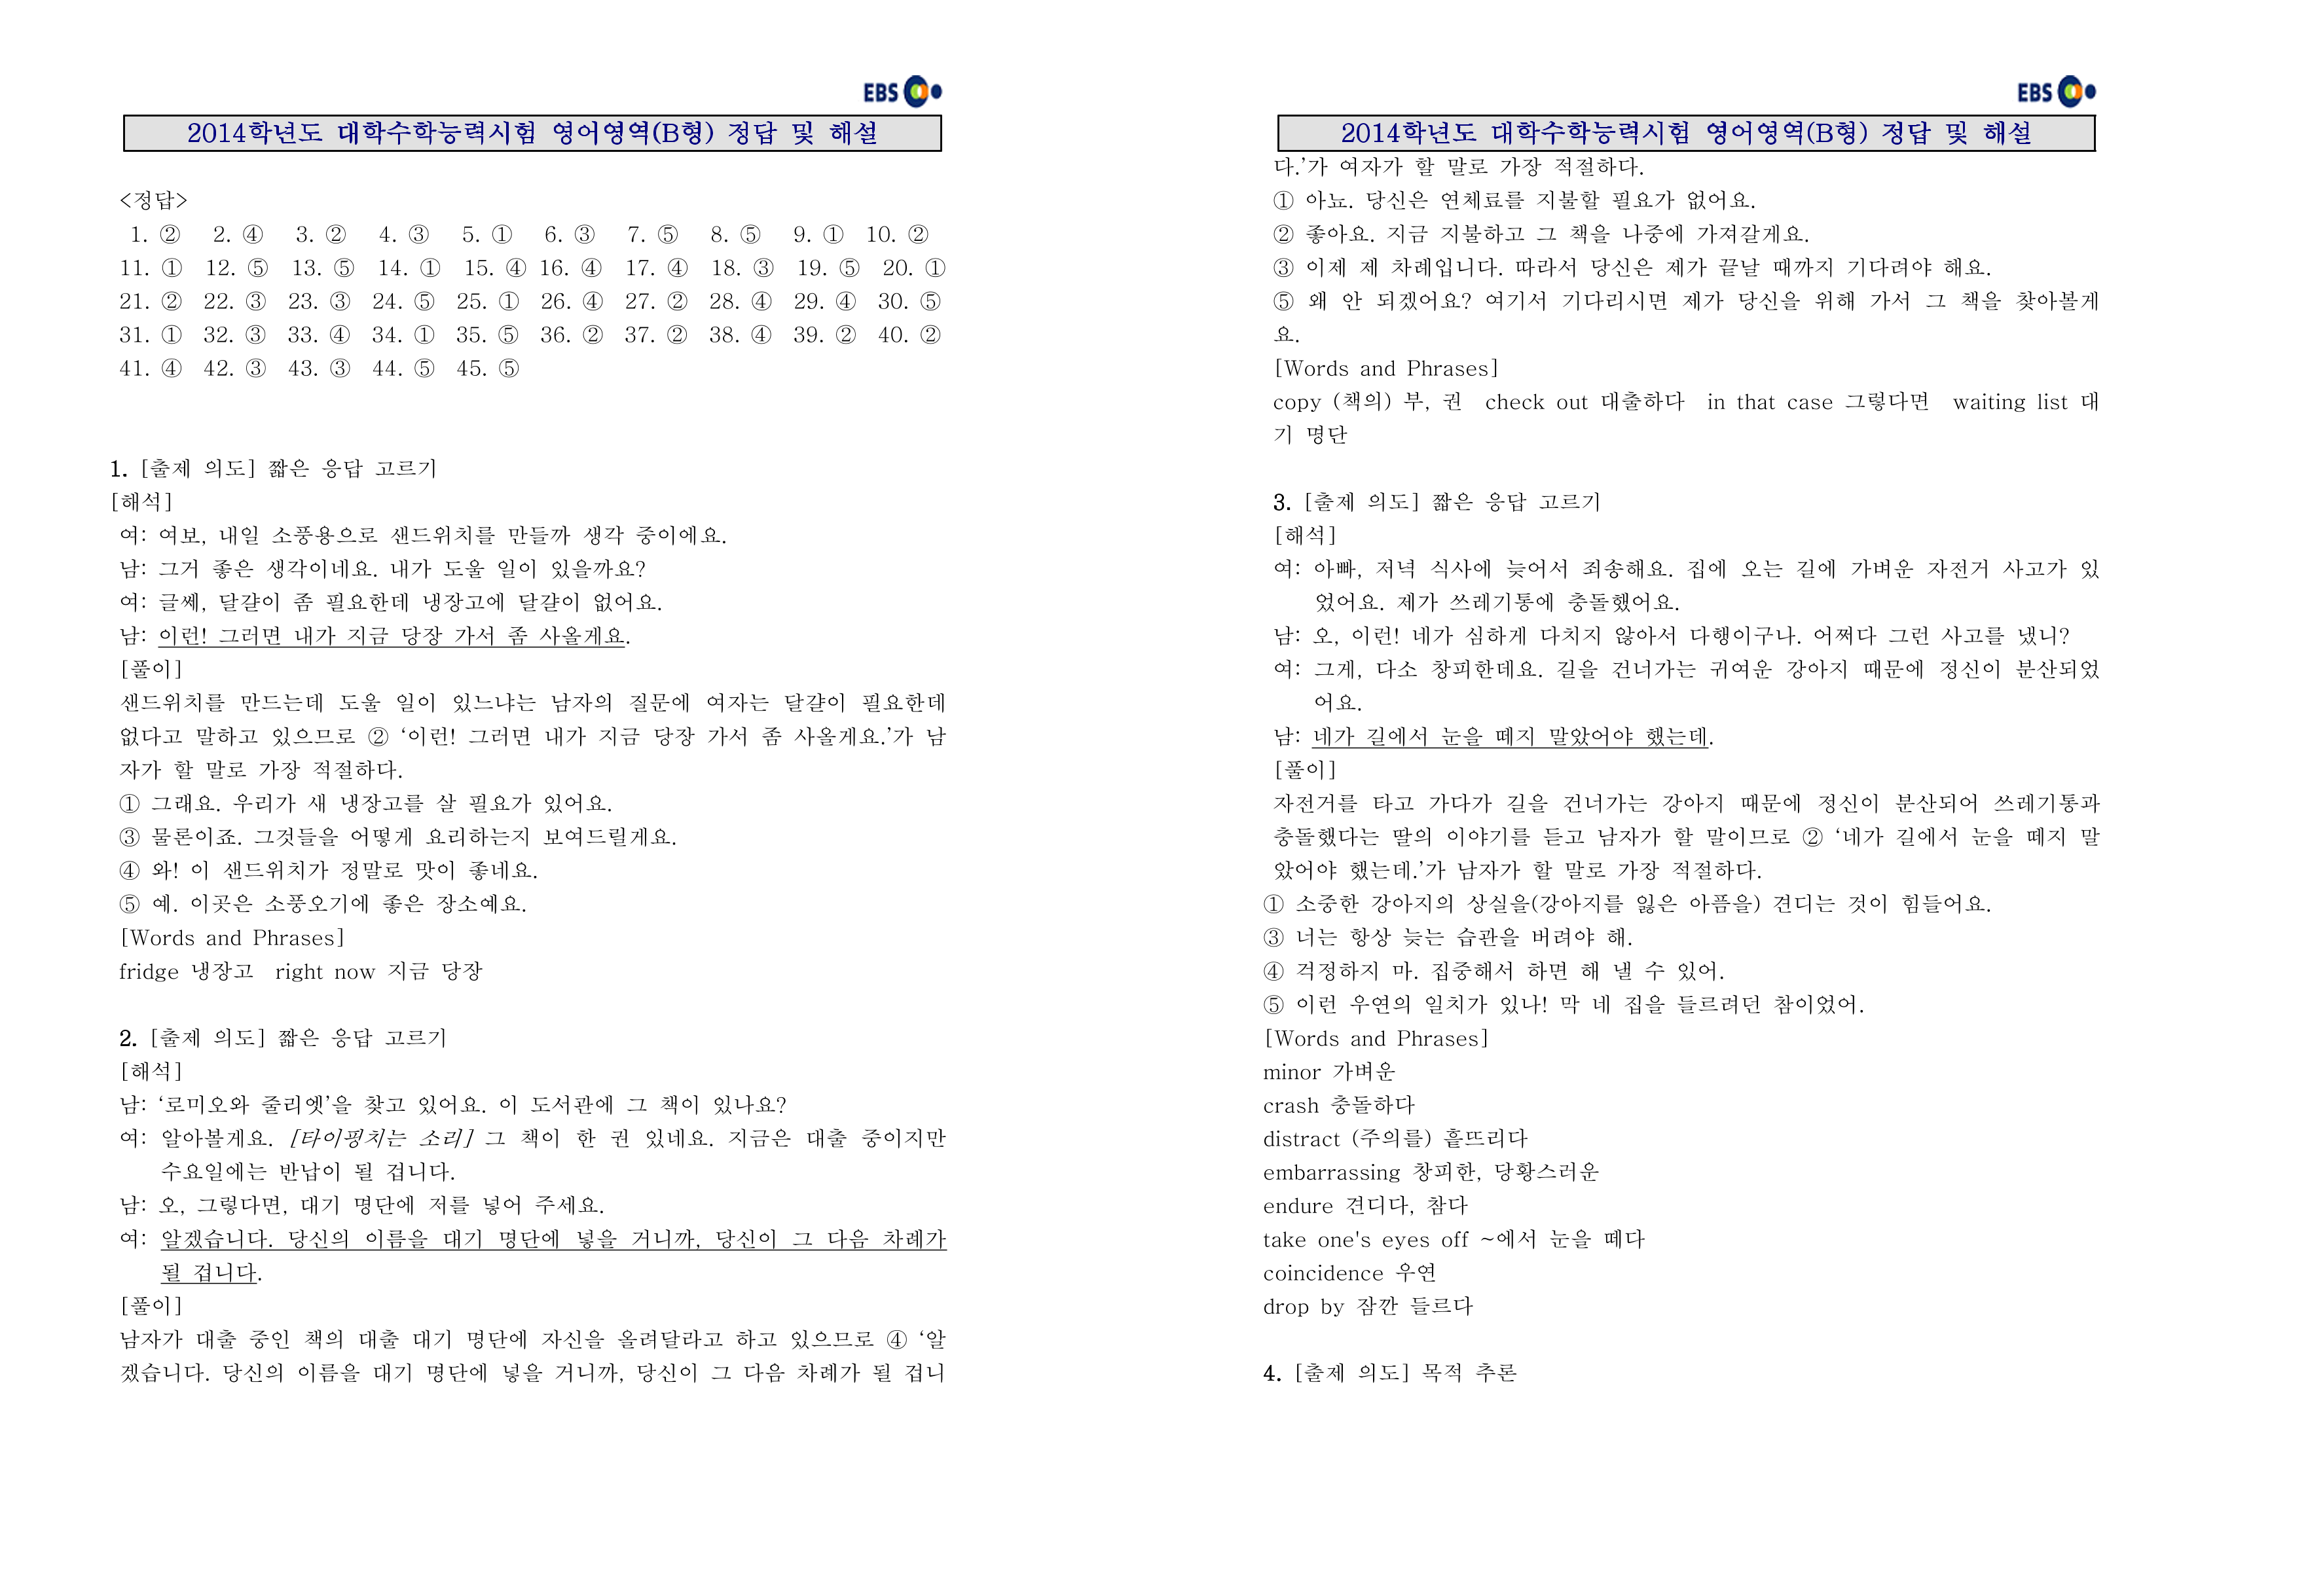 EBS
2014학년도 대학수학능력시험 영어영역(B형) 정답 및 해설
<정답>
1. ② 2. ④ 3. ② 4. ③ 5. ① 6. ③ 7. ⑤ 8. ⑤ 9. ① 10. ②
11. ① 12. ⑤ 13. ⑤ 14. ① 15. ④ 16. ④ 17. ④ 18. ③ 19. ⑤ 20. ①
21. ② 22. ③ 23. ③ 24. ⑤ 25. ① 26. ④ 27. ② 28. ④ 29. ④ 30. ⑤
31. ① 32. ③ 33. ④ 34. ① 35. ⑤ 36. ② 37. ② 38. ④ 39. ② 40. ②
41. ④ 42. ③ 43. ③ 44. ⑤ 45. ⑤
1. [출제 의도] 짧은 응답 고르기
[해석]
여: 여보, 내일 소풍용으로 샌드위치를 만들까 생각 중이에요.
남: 그거 좋은 생각이네요. 내가 도울 일이 있을까요?
여: 글쎄, 달걀이 좀 필요한데 냉장고에 달걀이 없어요.
남: 이런! 그러면 내가 지금 당장 가서 좀 사올게요.
[풀이]
샌드위치를 만드는데 도울 일이 있느냐는 남자의 질문에 여자는 달걀이 필요한데
없다고 말하고 있으므로 ② ‘이런! 그러면 내가 지금 당장 가서 좀 사올게요.’가 남
자가 할 말로 가장 적절하다.
① 그래요. 우리가 새 냉장고를 살 필요가 있어요.
③ 물론이죠. 그것들을 어떻게 요리하는지 보여드릴게요.
④ 와! 이 샌드위치가 정말로 맛이 좋네요.
⑤ 예. 이곳은 소풍오기에 좋은 장소예요.
[Words and Phrases]
fridge 냉장고 right now 지금 당장
2. [출제 의도] 짧은 응답 고르기
[해석]
남: ‘로미오와 줄리엣’을 찾고 있어요. 이 도서관에 그 책이 있나요?
여: 알아볼게요. [타이핑치는 소리] 그 책이 한 권 있네요. 지금은 대출 중이지만
수요일에는 반납이 될 겁니다.
남: 오, 그렇다면, 대기 명단에 저를 넣어 주세요.
여: 알겠습니다. 당신의 이름을 대기 명단에 넣을 거니까, 당신이 그 다음 차례가
될 겁니다.
[풀이]
남자가 대출 중인 책의 대출 대기 명단에 자신을 올려달라고 하고 있으므로 ④ ‘알
겠습니다. 당신의 이름을 대기 명단에 넣을 거니까, 당신이 그 다음 차례가 될 겁니
EBS
2014학년도 대학수학능력시험 영어영역(B형) 정답 및 해설
다.’가 여자가 할 말로 가장 적절하다.
① 아뇨. 당신은 연체료를 지불할 필요가 없어요.
② 좋아요. 지금 지불하고 그 책을 나중에 가져갈게요.
③ 이제 제 차례입니다. 따라서 당신은 제가 끝날 때까지 기다려야 해요.
⑤ 왜 안 되겠어요? 여기서 기다리시면 제가 당신을 위해 가서 그 책을 찾아볼게
요.
[Words and Phrases]
copy (책의) 부, 권 check out 대출하다 in that case 그렇다면 waiting list 대
기 명단
3. [출제 의도] 짧은 응답 고르기
[해석]
여: 아빠, 저녁 식사에 늦어서 죄송해요. 집에 오는 길에 가벼운 자전거 사고가 있
었어요. 제가 쓰레기통에 충돌했어요.
남: 오, 이런! 네가 심하게 다치지 않아서 다행이구나. 어쩌다 그런 사고를 냈니?
여: 그게, 다소 창피한데요. 길을 건너가는 귀여운 강아지 때문에 정신이 분산되었
어요.
남: 네가 길에서 눈을 떼지 말았어야 했는데.
[풀이]
자전거를 타고 가다가 길을 건너가는 강아지 때문에 정신이 분산되어 쓰레기통과
충돌했다는 딸의 이야기를 듣고 남자가 할 말이므로 ② ‘네가 길에서 눈을 떼지 말
았어야 했는데.’가 남자가 할 말로 가장 적절하다.
① 소중한 강아지의 상실을(강아지를 잃은 아픔을) 견디는 것이 힘들어요.
③ 너는 항상 늦는 습관을 버려야 해.
④ 걱정하지 마. 집중해서 하면 해 낼 수 있어.
⑤ 이런 우연의 일치가 있나! 막 네 집을 들르려던 참이었어.
[Words and Phrases]
minor 가벼운
crash 충돌하다
distract (주의를) 흩뜨리다
embarrassing 창피한, 당황스러운
endure 견디다, 참다
take one's eyes off ~에서 눈을 떼다
coincidence 우연
drop by 잠깐 들르다
4. [출제 의도] 목적 추론